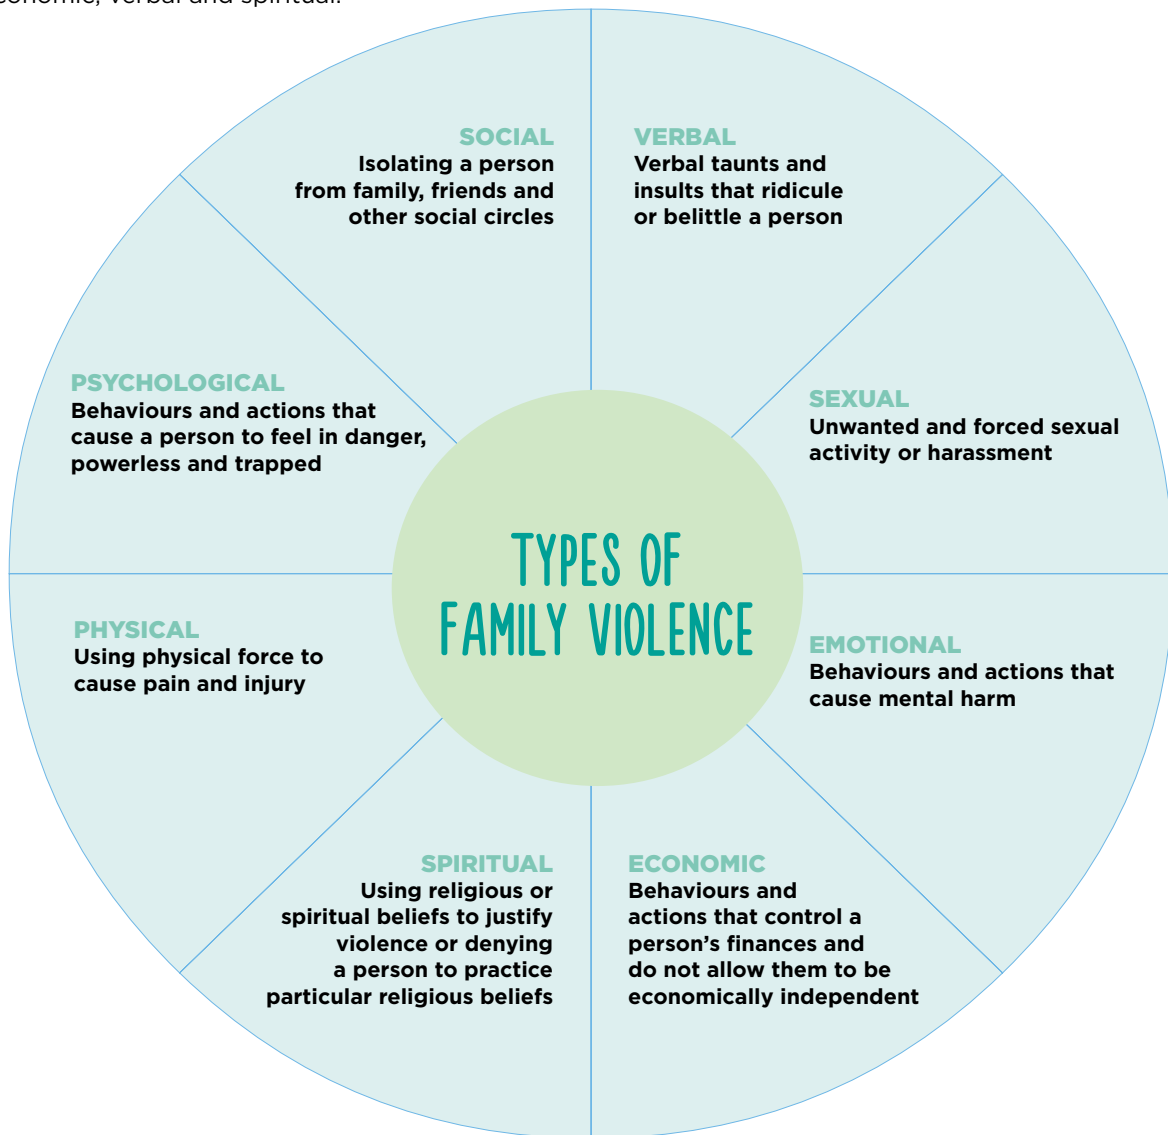 economic, verbal and spiritual.
SOCIAL
Isolating a person
from family, friends and
other social circles
VERBAL
Verbal taunts and
insults that ridicule
or belittle a person
PSYCHOLOGICAL
Behaviours and actions that
cause a person to feel in danger,
powerless and trapped
SEXUAL
Unwanted and forced sexual
activity or harassment
TYPES OF
FAMILY VIOLENCE
PHYSICAL
Using physical force to
cause pain and injury
EMOTIONAL
Behaviours and actions that
cause mental harm
SPIRITUAL
Using religious or
spiritual beliefs to justify
violence or denying
a person to practice
particular religious beliefs
ECONOMIC
Behaviours and
actions that control a
person’s finances and
do not allow them to be
economically independent